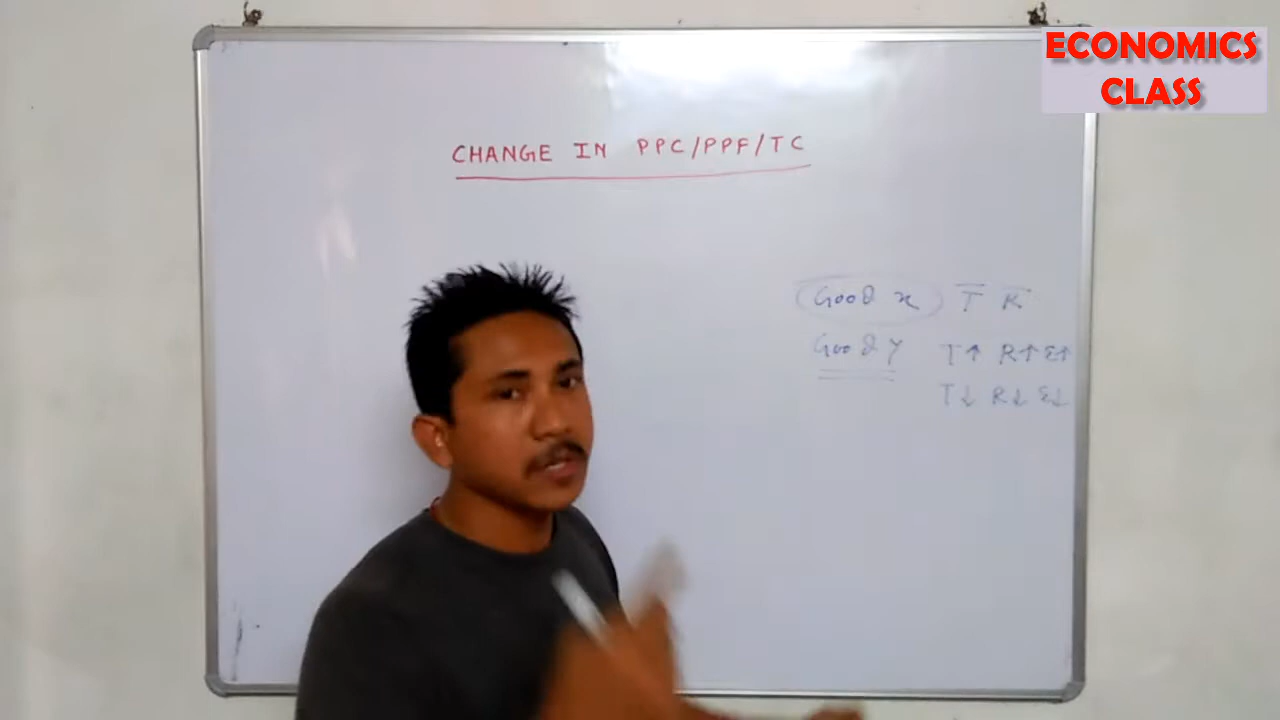 ECONOMICS
CLASS
CHANGE IN PPC/PPF/TC
Good x T̅ R̅
Good y T↑ R↑ E↑
T↓ R↓ E↓